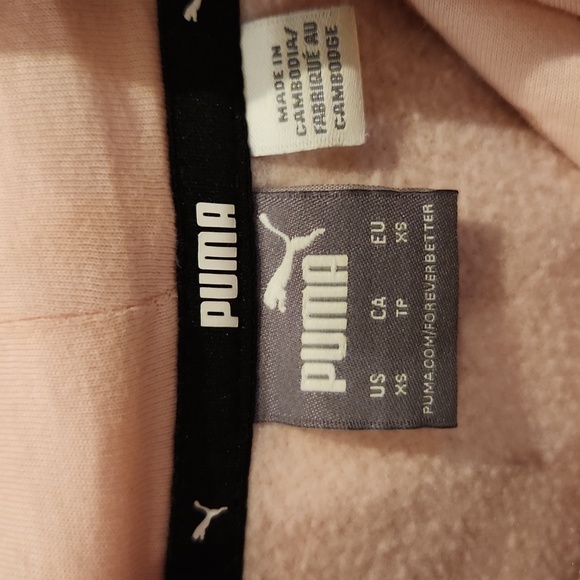 MADE IN
CAMBODIA/
FABRIQUÉ AU
CAMBODGE
PUMA
PUMA
US CA EU
XS TP XS
PUMA.COM/FOREVERBETTER